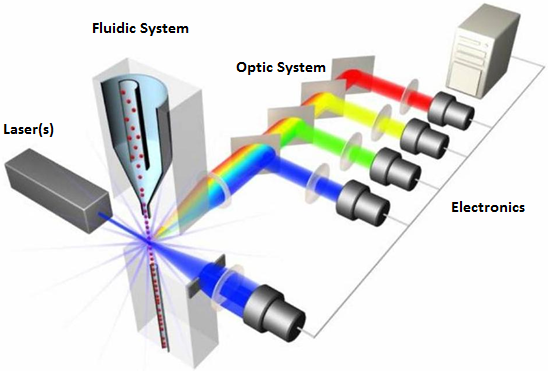 Fluidic System
Optic System
Laser(s)
Electronics